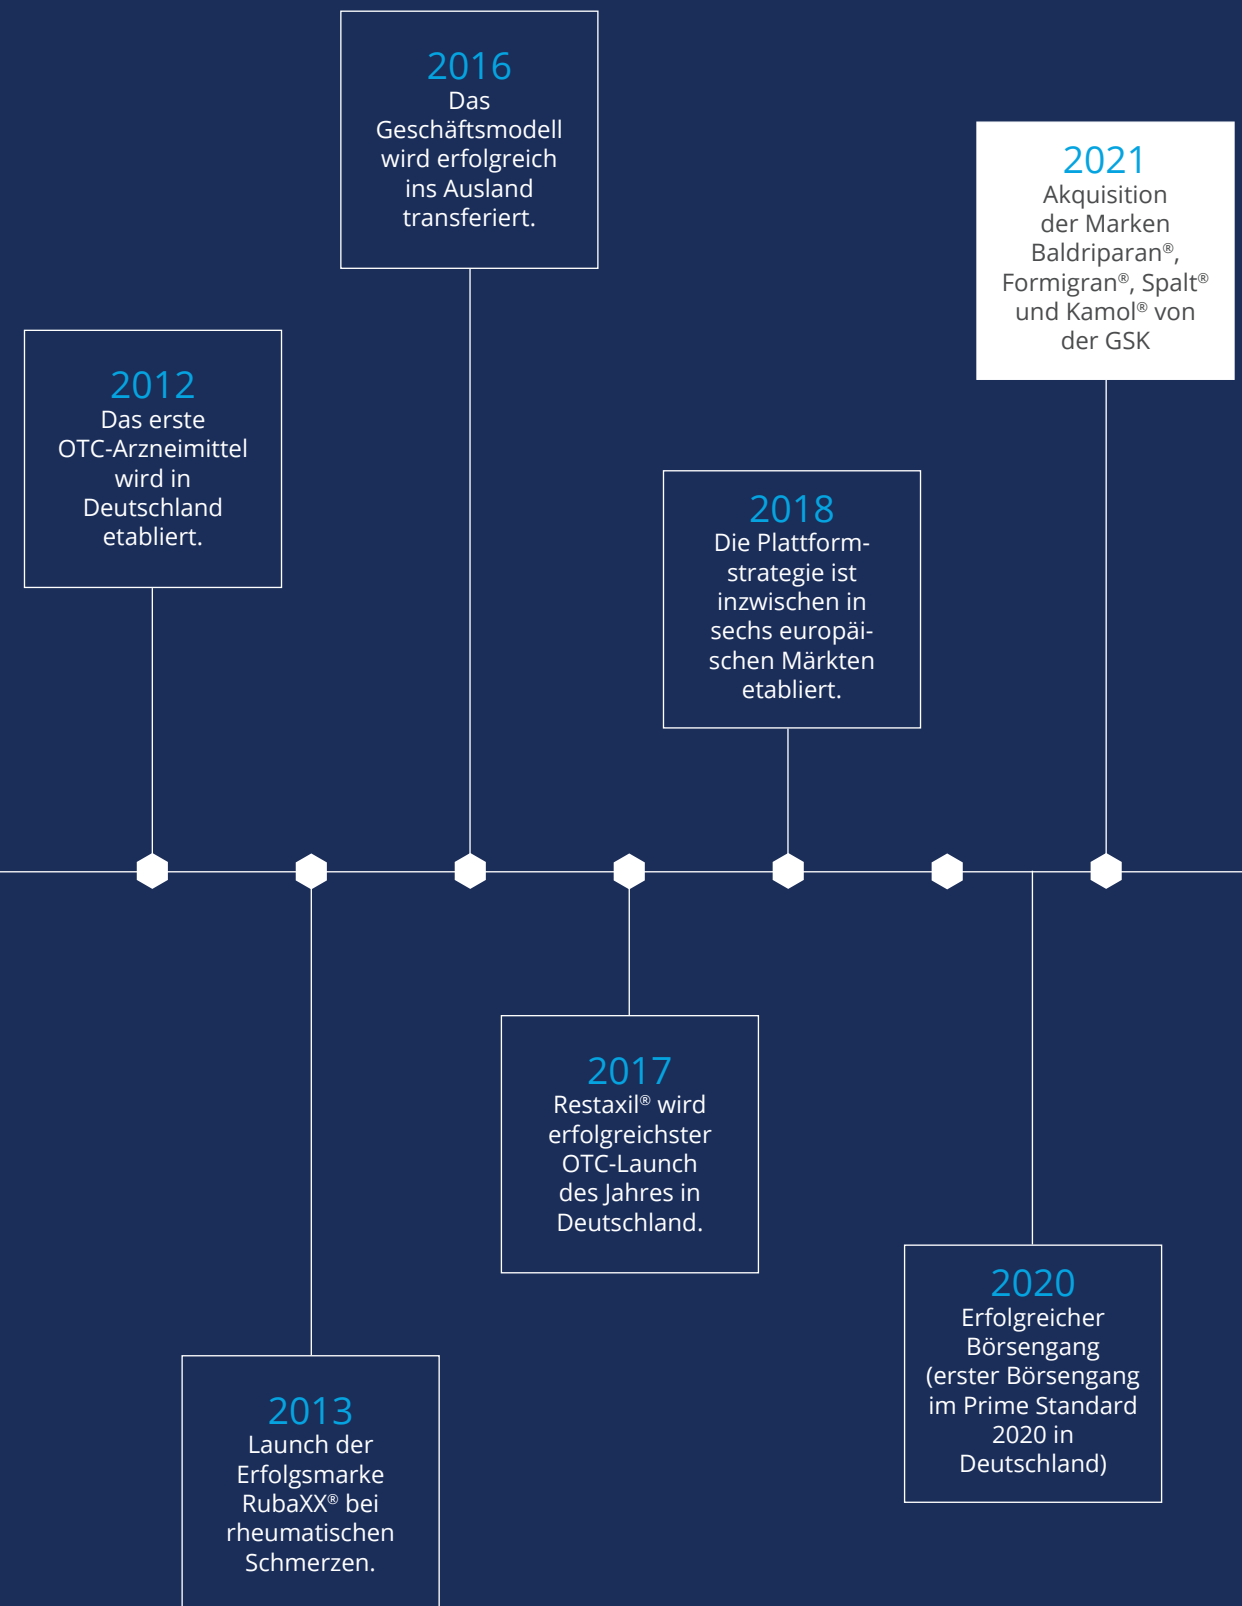 2012
Das erste
OTC-Arzneimittel
wird in
Deutschland
etabliert.
2013
Launch der
Erfolgsmarke
RubaXX® bei
rheumatischen
Schmerzen.
2016
Das
Geschäftsmodell
wird erfolgreich
ins Ausland
transferiert.
2017
Restaxil® wird
erfolgreichster
OTC-Launch
des Jahres in
Deutschland.
2018
Die Plattform-
strategie ist
inzwischen in
sechs europäi-
schen Märkten
etabliert.
2020
Erfolgreicher
Börsengang
(erster Börsengang
im Prime Standard
2020 in
Deutschland)
2021
Akquisition
der Marken
Baldriparan®,
Formigran®, Spalt®
und Kamol® von
der GSK